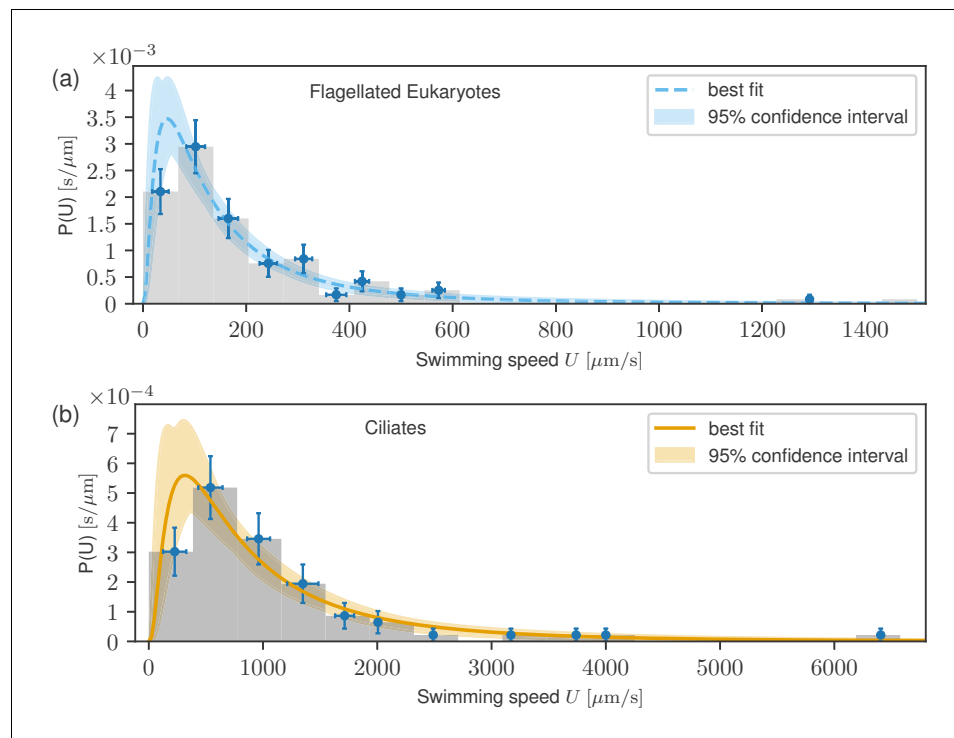 ×10⁻³
(a)
Flagellated Eukaryotes
best fit
95% confidence interval
P(U) [s/μm]
4
3.5
3
2.5
2
1.5
1
0.5
0
0 200 400 600 800 1000 1200 1400
Swimming speed U [μm/s]
×10⁻⁴
(b)
Ciliates
best fit
95% confidence interval
P(U) [s/μm]
7
6
5
4
3
2
1
0
0 1000 2000 3000 4000 5000 6000
Swimming speed U [μm/s]